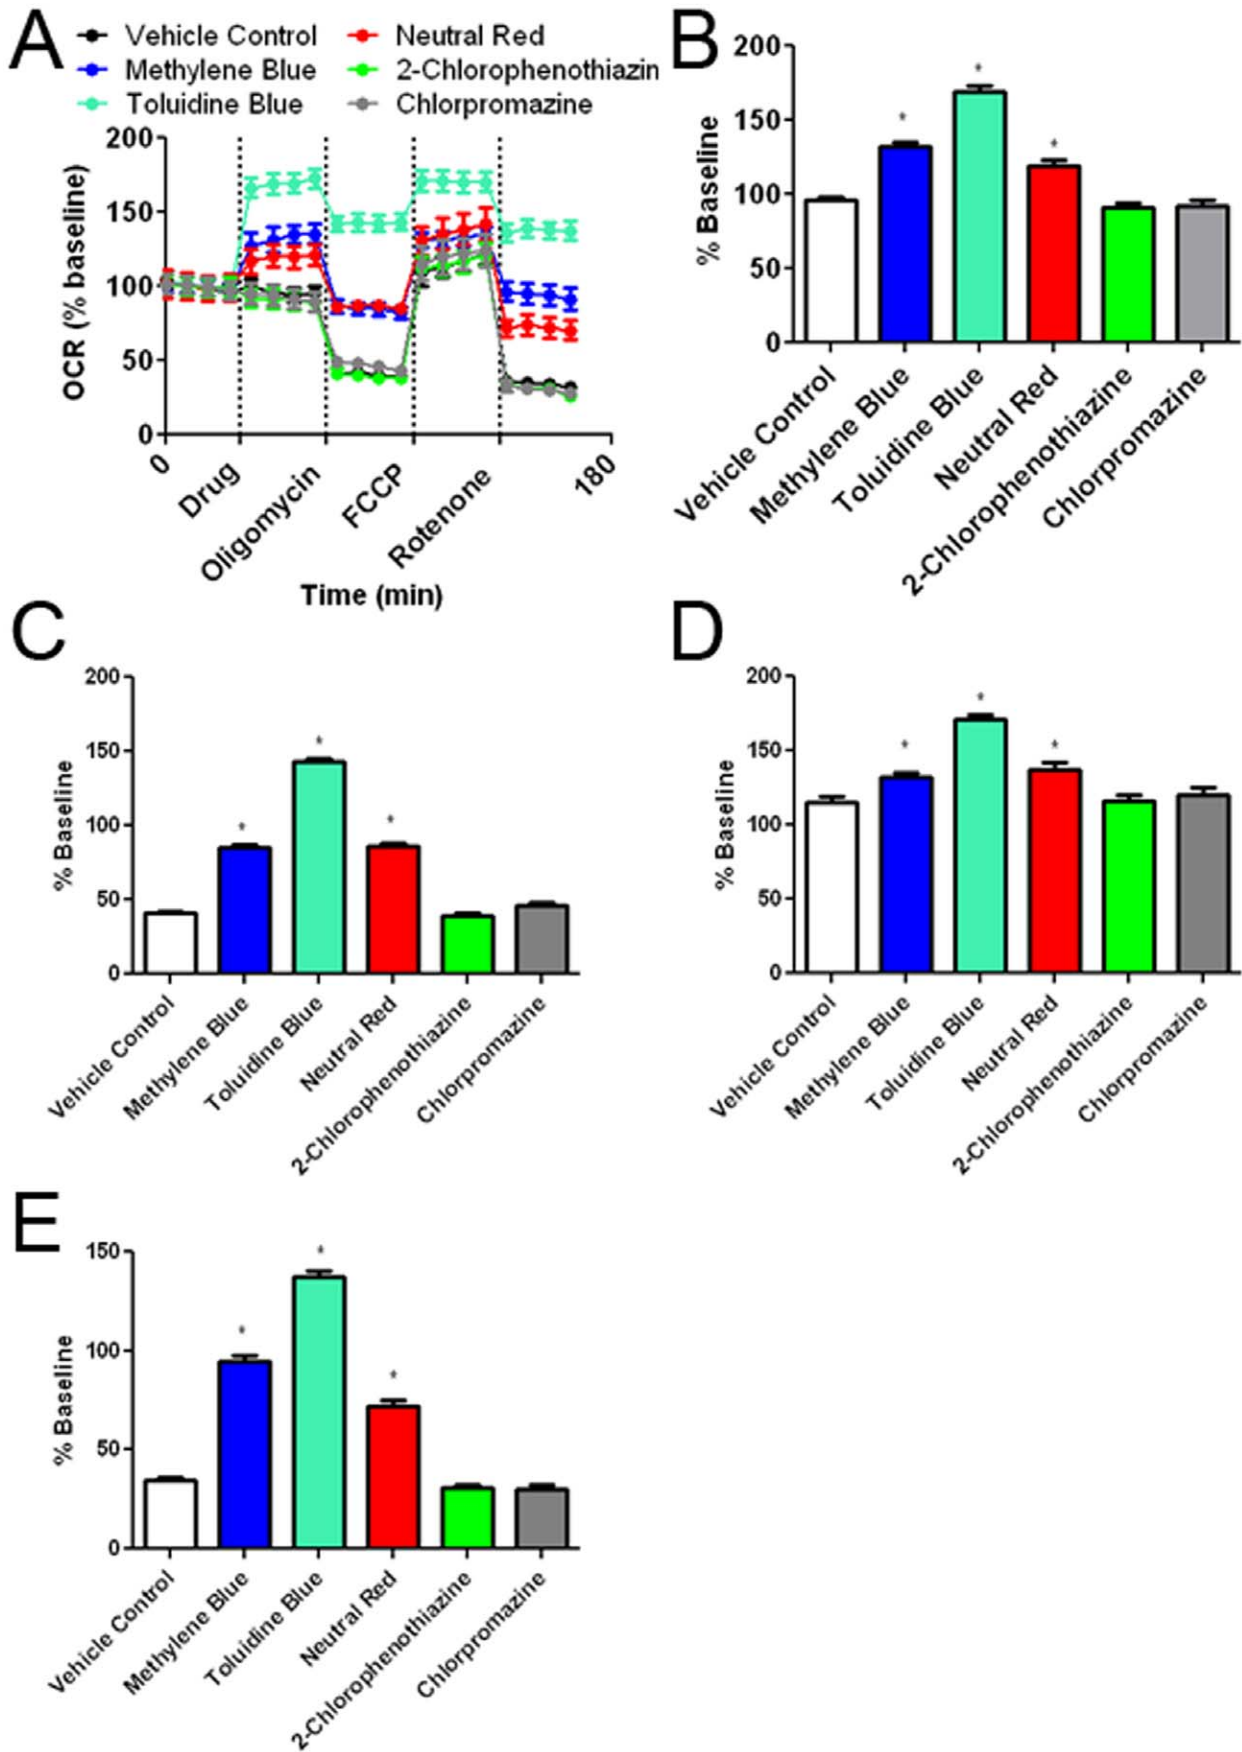 A
Vehicle Control
Neutral Red
Methylene Blue
2-Chlorophenothiazin
Toluidine Blue
Chlorpromazine
OCR (% baseline)
200
150
100
50
0
0
Drug
Oligomycin
FCCP
Rotenone
180
Time (min)
B
% Baseline
200
150
100
50
0
*
*
*
Vehicle Control
Methylene Blue
Toluidine Blue
Neutral Red
2-Chlorophenothiazine
Chlorpromazine
C
% Baseline
200
150
100
50
0
*
*
*
Vehicle Control
Methylene Blue
Toluidine Blue
Neutral Red
2-Chlorophenothiazine
Chlorpromazine
D
% Baseline
200
150
100
50
0
*
*
*
Vehicle Control
Methylene Blue
Toluidine Blue
Neutral Red
2-Chlorophenothiazine
Chlorpromazine
E
% Baseline
150
100
50
0
*
*
*
Vehicle Control
Methylene Blue
Toluidine Blue
Neutral Red
2-Chlorophenothiazine
Chlorpromazine